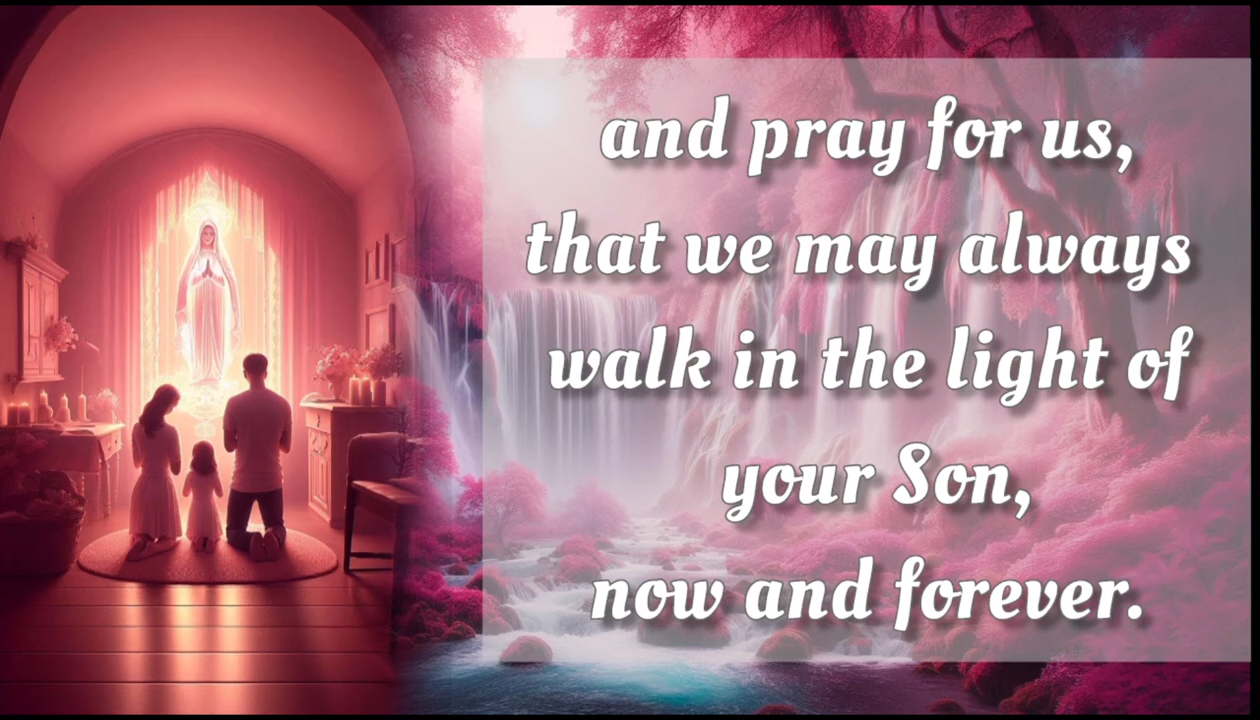 and pray for us,
that we may always
walk in the light of
your Son,
now and forever.